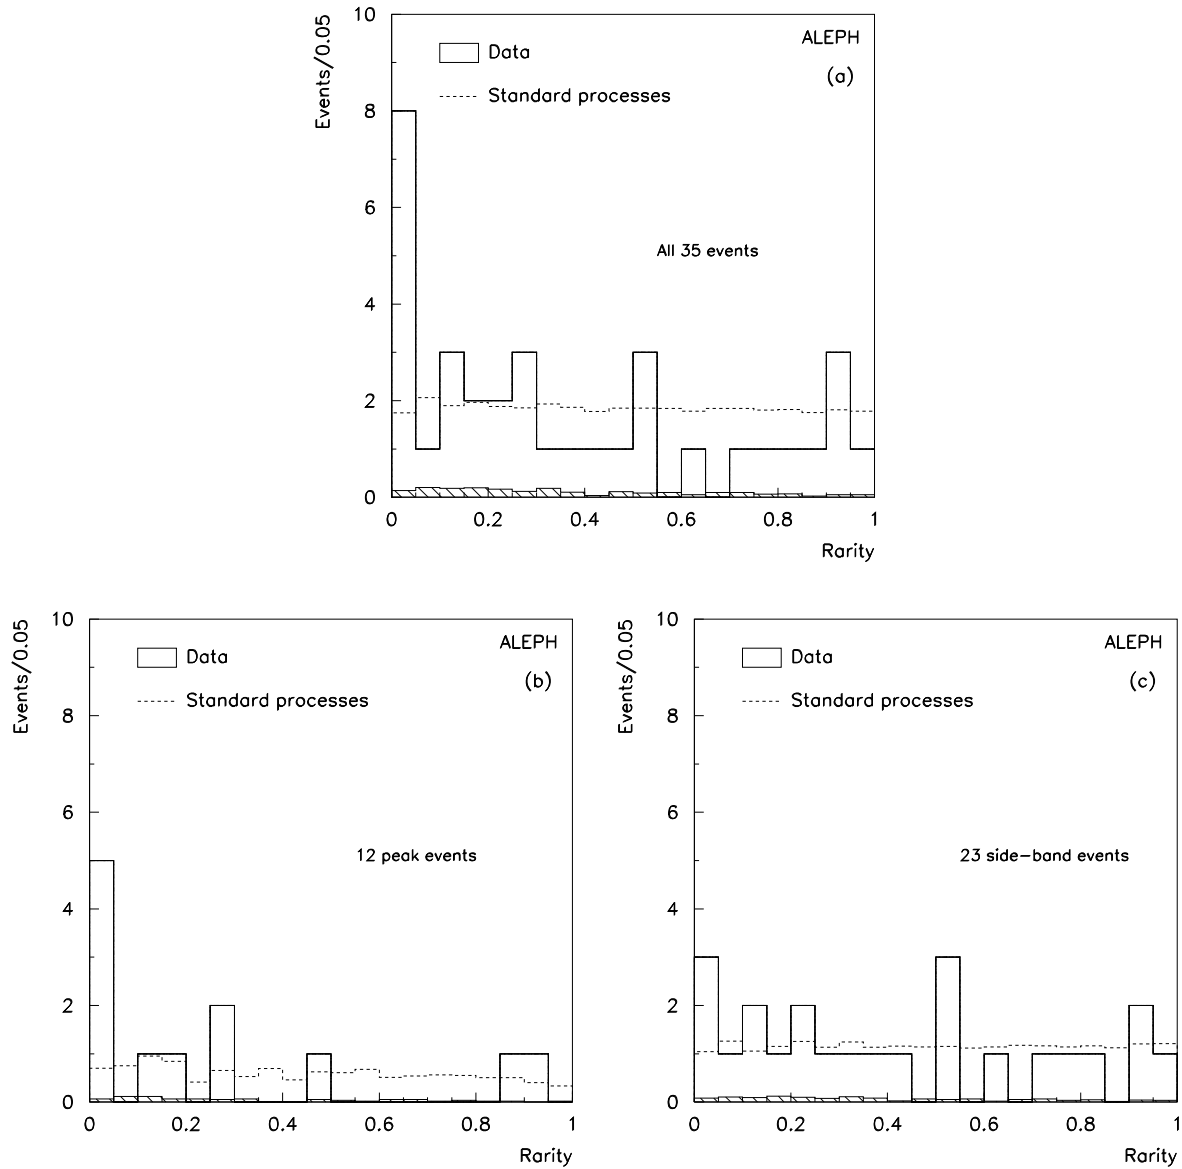 Events/0.05
10
8
6
4
2
0
Data
Standard processes
ALEPH
(a)
All 35 events
0 0.2 0.4 0.6 0.8 1
Rarity
Events/0.05
10
8
6
4
2
0
Data
Standard processes
ALEPH
(b)
12 peak events
0 0.2 0.4 0.6 0.8 1
Rarity
Events/0.05
10
8
6
4
2
0
Data
Standard processes
ALEPH
(c)
23 side-band events
0 0.2 0.4 0.6 0.8 1
Rarity